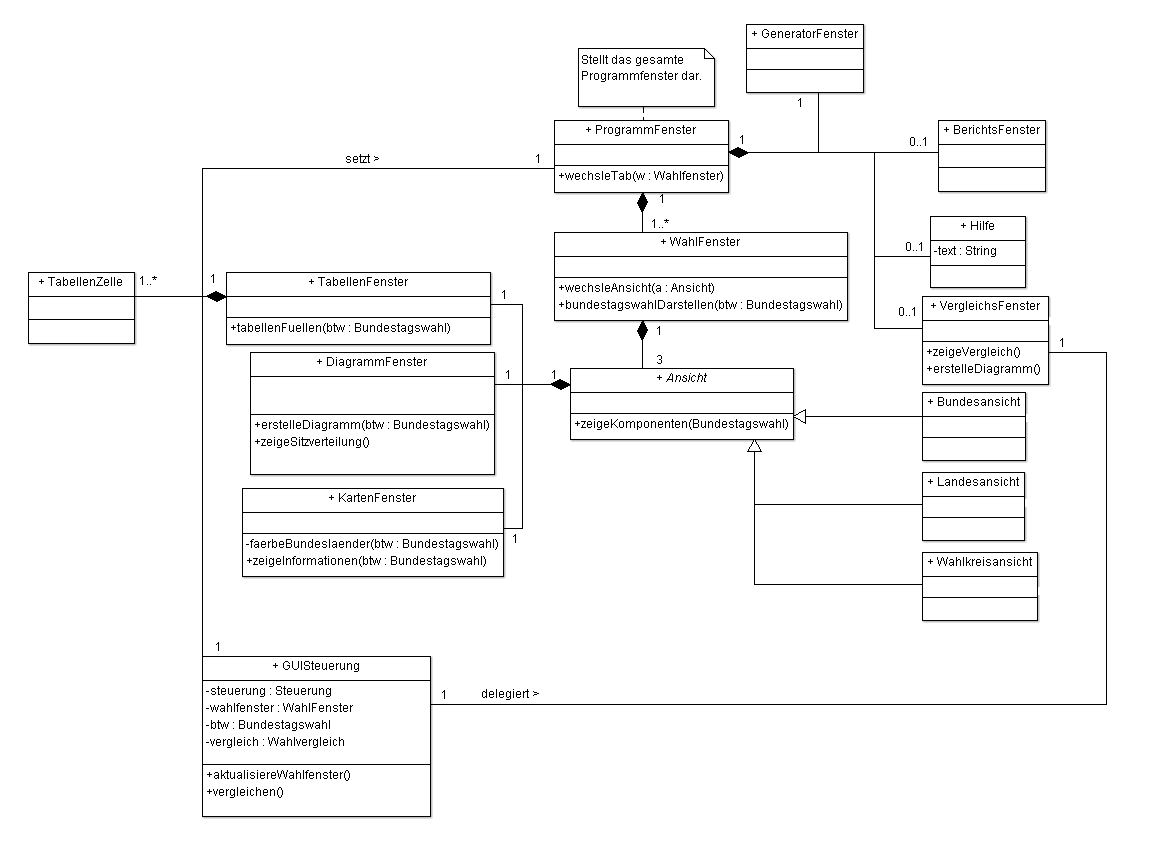 + GeneratorFenster
Stellt das gesamte
Programmfenster dar.
1
+ ProgrammFenster
+wechsleTab(w : Wahlfenster)
1
0..1
+ BerichtsFenster
setzt >
1
1
1..*
0..1
+ Hilfe
-text : String
+ WahlFenster
+wechsleAnsicht(a : Ansicht)
+bundestagswahlDarstellen(btw : Bundestagswahl)
1
3
+ TabellenZelle
1..*
1
+ TabellenFenster
+tabellenFuellen(btw : Bundestagswahl)
1
0..1
+ VergleichsFenster
+zeigeVergleich()
+erstelleDiagramm()
1
+ DiagrammFenster
+erstelleDiagramm(btw : Bundestagswahl)
+zeigeSitzverteilung()
1
1
+ Ansicht
+zeigeKomponenten(Bundestagswahl)
+ Bundesansicht
+ Landesansicht
+ KartenFenster
-faerbeBundeslaender(btw : Bundestagswahl)
+zeigeInformationen(btw : Bundestagswahl)
1
+ Wahlkreisansicht
1
+ GUISteuerung
-steuerung : Steuerung
-wahlfenster : WahlFenster
-btw : Bundestagswahl
-vergleich : Wahlvergleich
+aktualisiereWahlfenster()
+vergleichen()
1
delegiert >